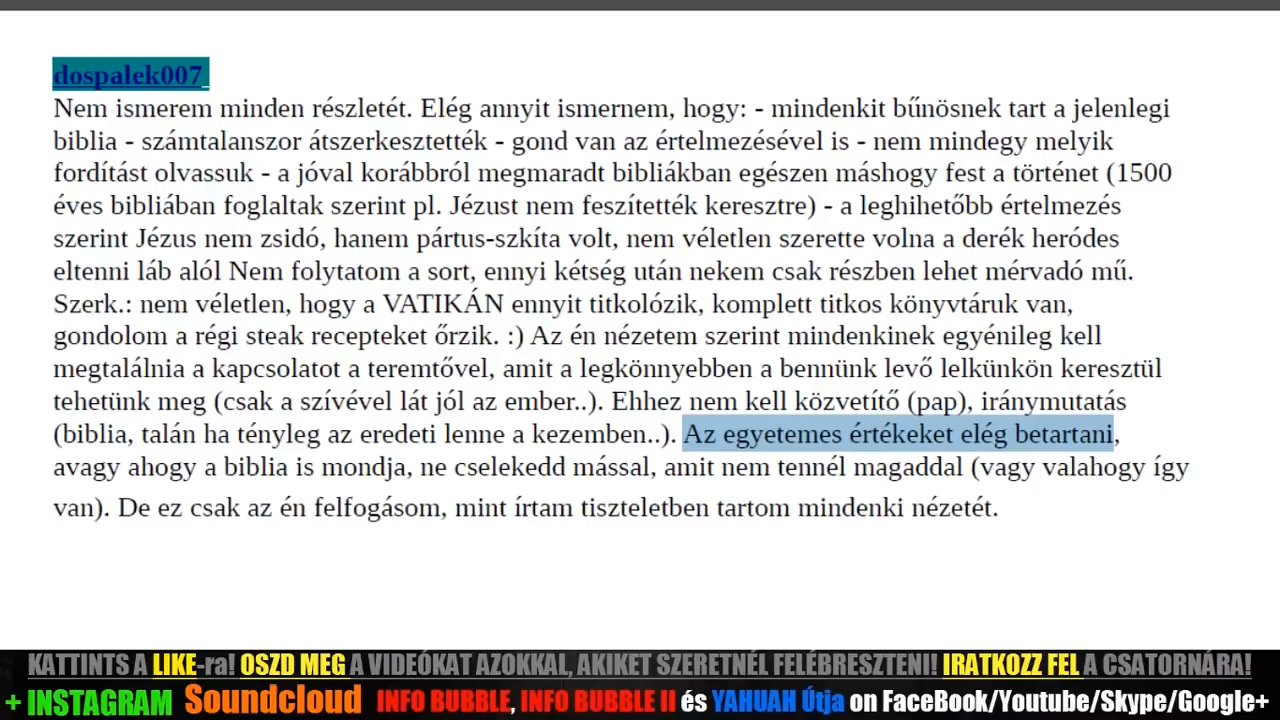 dospalek007
Nem ismerem minden részletét. Elég annyit ismernem, hogy: - mindenkit bűnösnek tart a jelenlegi
biblia - számtalanszor átszerkesztették - gond van az értelmezésével is - nem mindegy melyik
fordítást olvassuk - a jóval korábbról megmaradt bibliákban egészen máshogy fest a történet (1500
éves bibliában foglaltak szerint pl. Jézust nem feszítették keresztre) - a leghihetőbb értelmezés
szerint Jézus nem zsidó, hanem pártus-szkíta volt, nem véletlen szerette volna a derék heródes
eltenni láb alól Nem folytatom a sort, ennyi kétség után nekem csak részben lehet mérvadó mű.
Szerk.: nem véletlen, hogy a VATIKÁN ennyit titkolózik, komplett titkos könyvtáruk van,
gondolom a régi steak recepteket őrzik. :) Az én nézetem szerint mindenkinek egyénileg kell
megtalálnia a kapcsolatot a teremtővel, amit a legkönnyebben a bennünk levő lelkünkön keresztül
tehetünk meg (csak a szívével lát jól az ember..). Ehhez nem kell közvetítő (pap), iránymutatás
(biblia, talán ha tényleg az eredeti lenne a kezemben..). Az egyetemes értékeket elég betartani,
avagy ahogy a biblia is mondja, ne cselekedd mással, amit nem tennél magaddal (vagy valahogy így
van). De ez csak az én felfogásom, mint írtam tiszteletben tartom mindenki nézetét.
KATTINTS A LIKE-ra! OSZD MEG A VIDEÓKAT AZOKKAL, AKIKET SZERETNÉL FELÉBRESZTENI! IRATKOZZ FEL A CSATORNÁRA!
+ INSTAGRAM Soundcloud INFO BUBBLE, INFO BUBBLE II és YAHUAH Útja on FaceBook/Youtube/Skype/Google+